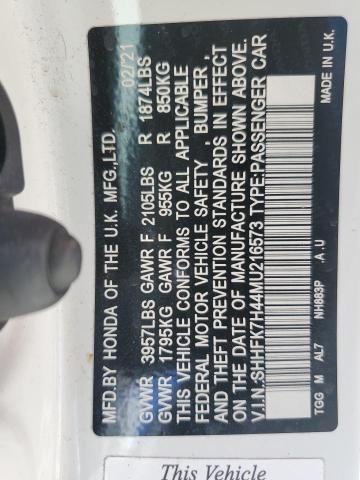 MFD.BY HONDA OF THE U.K. MFG.,LTD. 02/21
GVWR 3957LBS GAWR F 2105LBS R 1874LBS
GVWR 1795KG GAWR F 955KG R 850KG
THIS VEHICLE CONFORMS TO ALL APPLICABLE
FEDERAL MOTOR VEHICLE SAFETY , BUMPER ,
AND THEFT PREVENTION STANDARDS IN EFFECT
ON THE DATE OF MANUFACTURE SHOWN ABOVE.
V.I.N.:SHHFK7H44MU216573 TYPE:PASSENGER CAR
TGG M AL7 NH883P .A.U MADE IN U.K.
This Vehicle